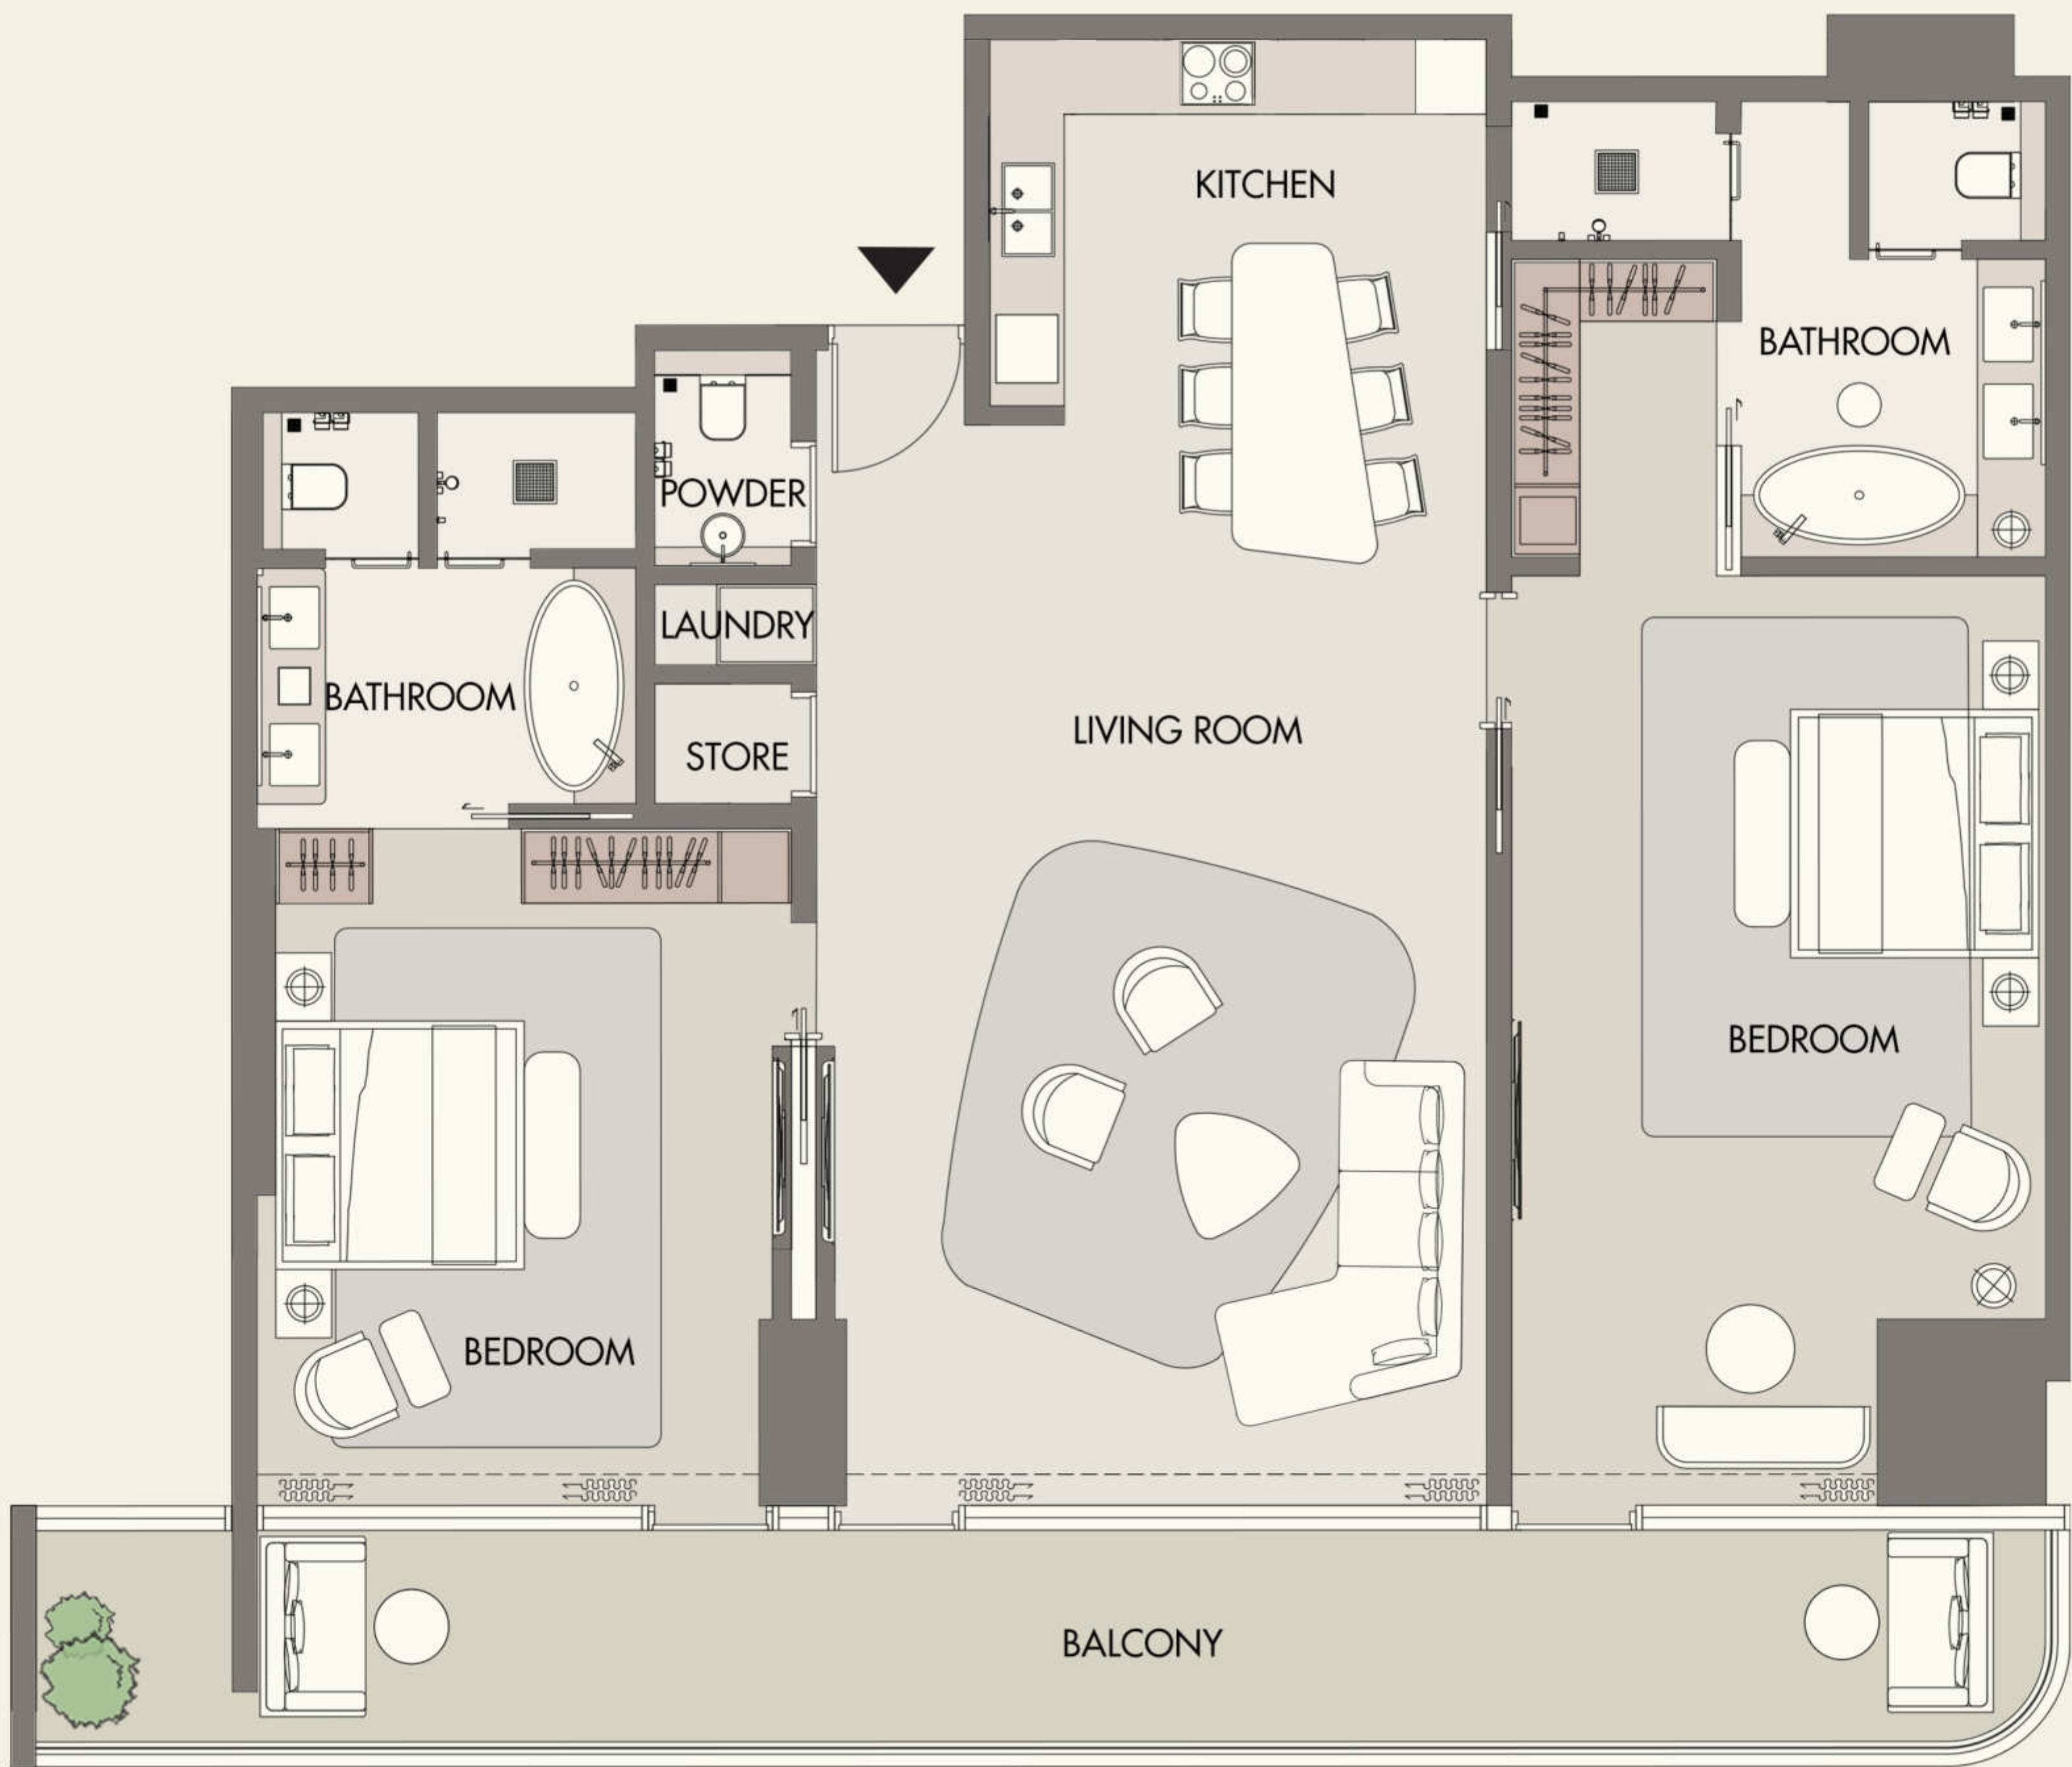 KITCHEN
BATHROOM
POWDER
LAUNDRY
BATHROOM
LIVING ROOM
STORE
BEDROOM
BEDROOM
BALCONY